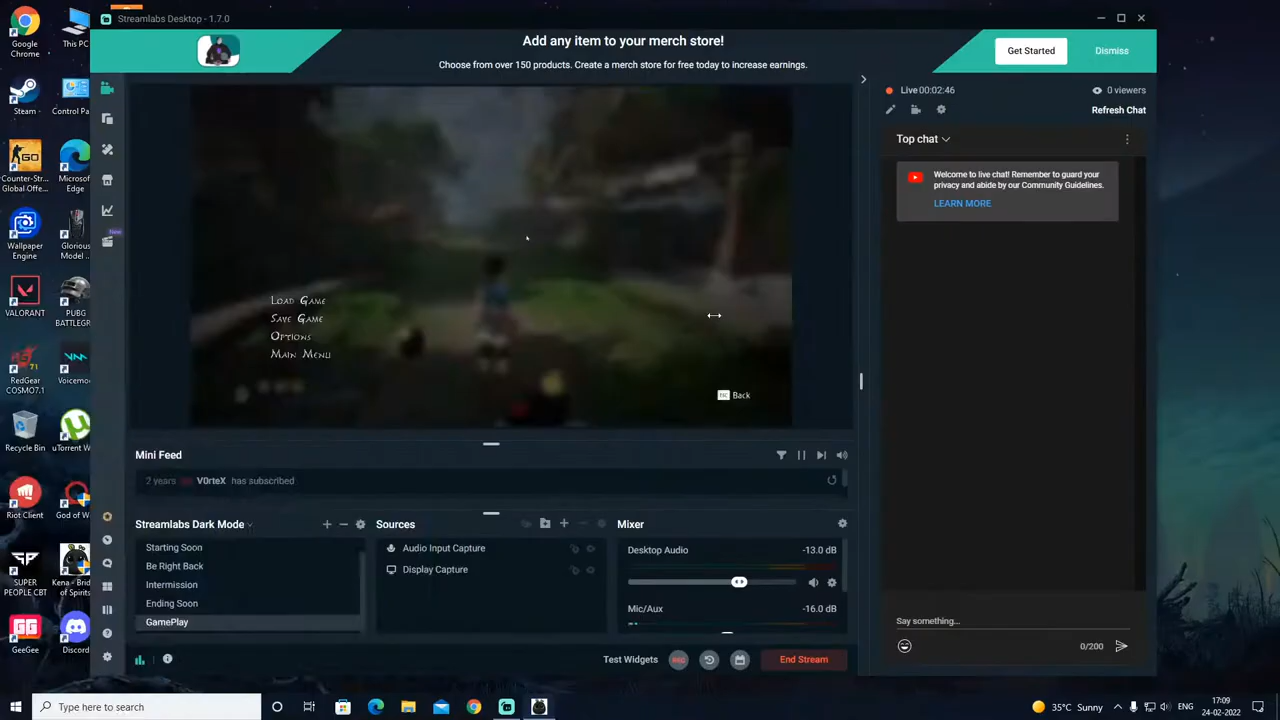 Streamlabs Desktop - 1.7.0
Google Chrome
This PC
Steam -
Control Pa
Counter-Str... Global Offe...
Microsoft Edge
Wallpaper Engine
Glorious Model ...
VALORANT
PUBG BATTLEGR
RedGear COSMO7.1
Voicemod
Recycle Bin
uTorrent W
Riot Client
God of W
SUPER PEOPLE CBT
Kena - Brid of Spirits
GeeGee
Discord
Add any item to your merch store!
Choose from over 150 products. Create a merch store for free today to increase earnings.
Get Started
Dismiss
New
Load Game
Save Game
Options
Main Menu
ESC Back
Live 00:02:46
0 viewers
Refresh Chat
Top chat
Welcome to live chat! Remember to guard your
privacy and abide by our Community Guidelines.
LEARN MORE
Mini Feed
2 years V0rteX has subscribed
Streamlabs Dark Mode
Starting Soon
Be Right Back
Intermission
Ending Soon
GamePlay
Sources
Audio Input Capture
Display Capture
Mixer
Desktop Audio -13.0 dB
Mic/Aux -16.0 dB
Say something...
0/200
Test Widgets
REC
End Stream
Type here to search
35°C Sunny
ENG
17:09
24-02-2022